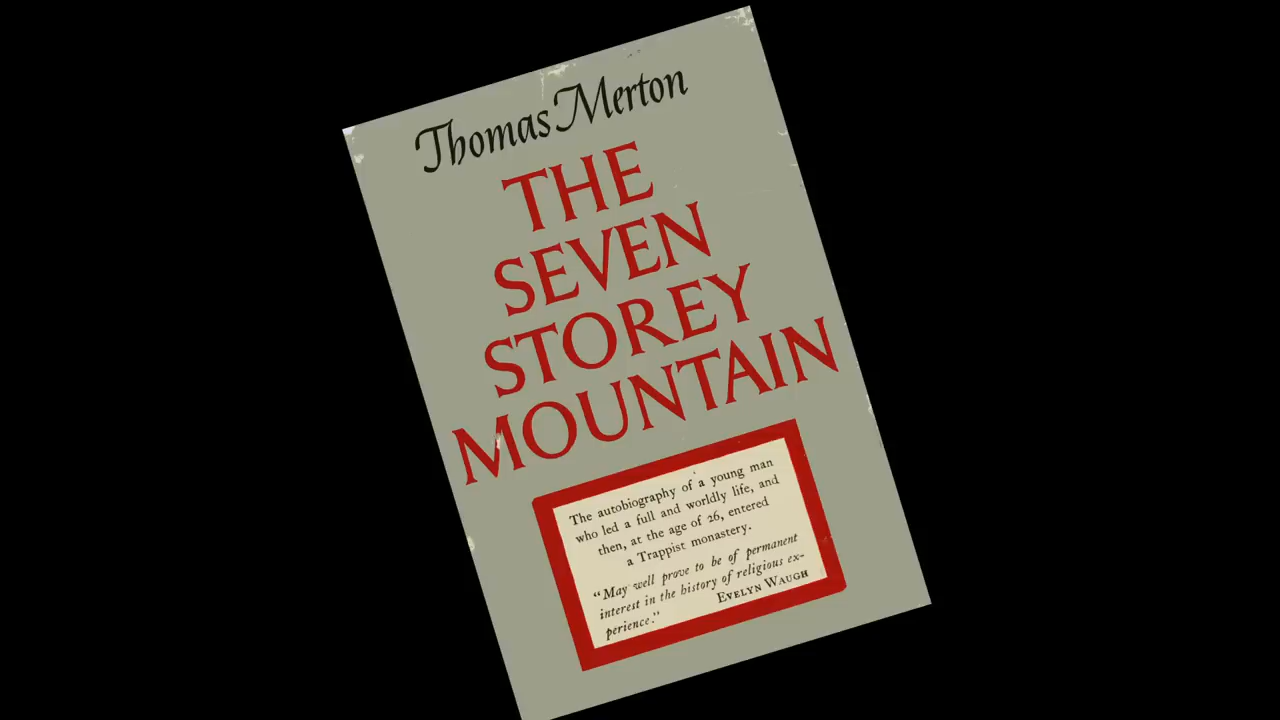 Thomas Merton
THE
SEVEN
STOREY
MOUNTAIN
The autobiography of a young man
who led a full and worldly life, and
then, at the age of 26, entered
a Trappist monastery.
“May well prove to be of permanent
interest in the history of religious ex-
perience.” EVELYN WAUGH